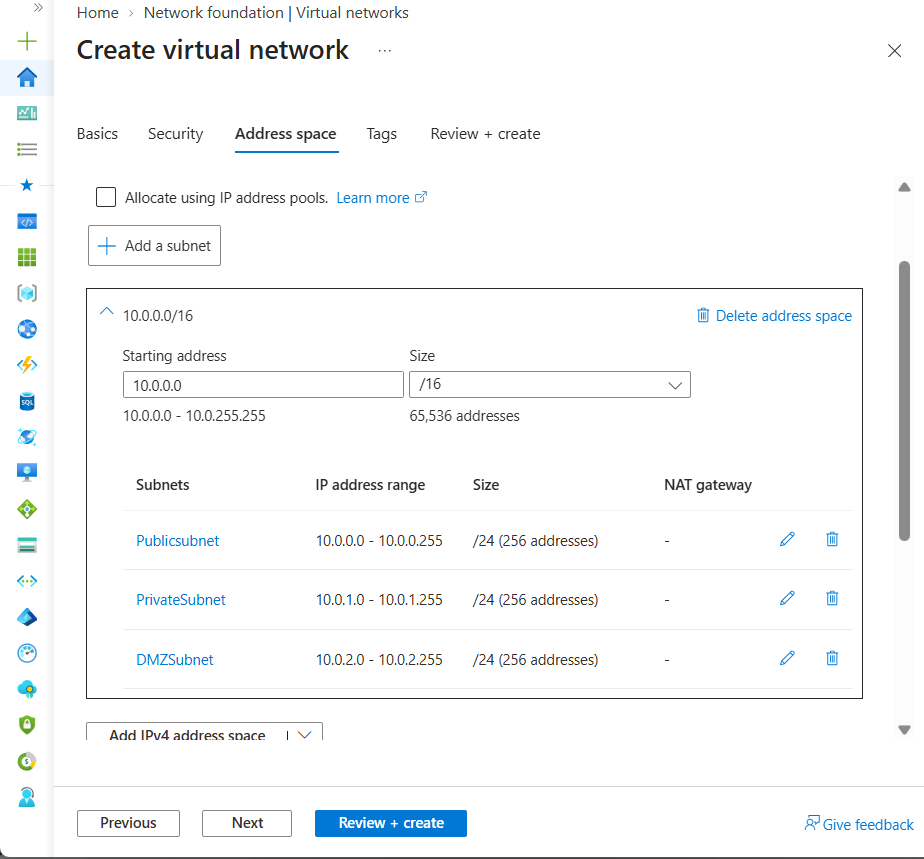 Home > Network foundation | Virtual networks
Create virtual network ...
Basics Security Address space Tags Review + create
Allocate using IP address pools. Learn more
Add a subnet
10.0.0.0/16 Delete address space
Starting address Size
10.0.0.0 /16
10.0.0.0 - 10.0.255.255 65,536 addresses
Subnets IP address range Size NAT gateway
Publicsubnet 10.0.0.0 - 10.0.0.255 /24 (256 addresses) -
PrivateSubnet 10.0.1.0 - 10.0.1.255 /24 (256 addresses) -
DMZSubnet 10.0.2.0 - 10.0.2.255 /24 (256 addresses) -
Add IPv4 address space
Previous Next Review + create Give feedback